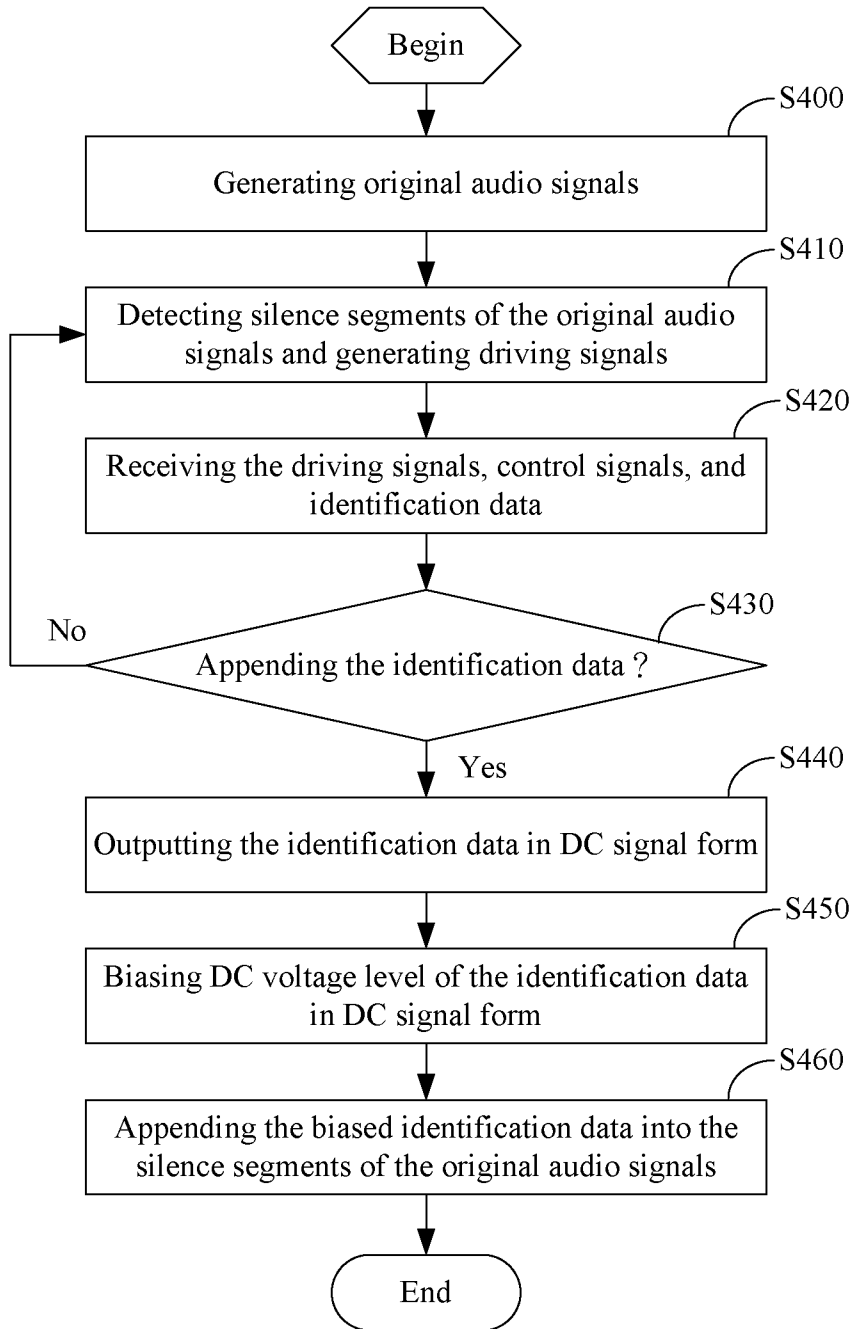 Begin
S400
Generating original audio signals
S410
Detecting silence segments of the original audio
signals and generating driving signals
S420
Receiving the driving signals, control signals, and
identification data
S430
No
Appending the identification data？
Yes
S440
Outputting the identification data in DC signal form
S450
Biasing DC voltage level of the identification data
in DC signal form
S460
Appending the biased identification data into the
silence segments of the original audio signals
End